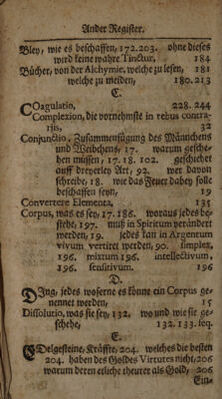 Ander Register.
Bley, wie es beschaffen, 172.203. ohne dieses
wird keine wahre Tinctur, 184
Bücher, von der Alchymie, welche zu lesen, 181
welche zu meiden, 180.213
C.
COagulatio, 228.244
Complexion, die vornehmste in rebus contra-
riis, 32
Conjunctio, Zusammenfügung des Männchens
und Weibchens, 17. warum gesche-
hen müssen, 17. 18. 102. geschiehet
auff dreyerley Art, 92. wer davon
schreibe, 18. wie das Feuer dabey solle
beschaffen seyn, 19
Convertere Elementa, 135
Corpus, was es sey, 17. 186. woraus jedes be-
stehe, 197. muß in Spiritum verändert
werden, 19. jedes kan in Argentum
vivum vertiret werden, 90. simplex,
196. mixtum 196. intellectivum,
196. sensitivum. 196
D.
DIng, jedes woferne es könne ein Corpus ge-
nennet werden, 15
Dissolutio, was sie sey, 132. wo und wie sie ge-
schehe, 132.133. seq.
E.
EDelgesteine, Kräffte, 204. welches die besten
204. haben des Goldes Virtutes nicht, 206
warum deren etliche theurer als Gold, 206
Ein-